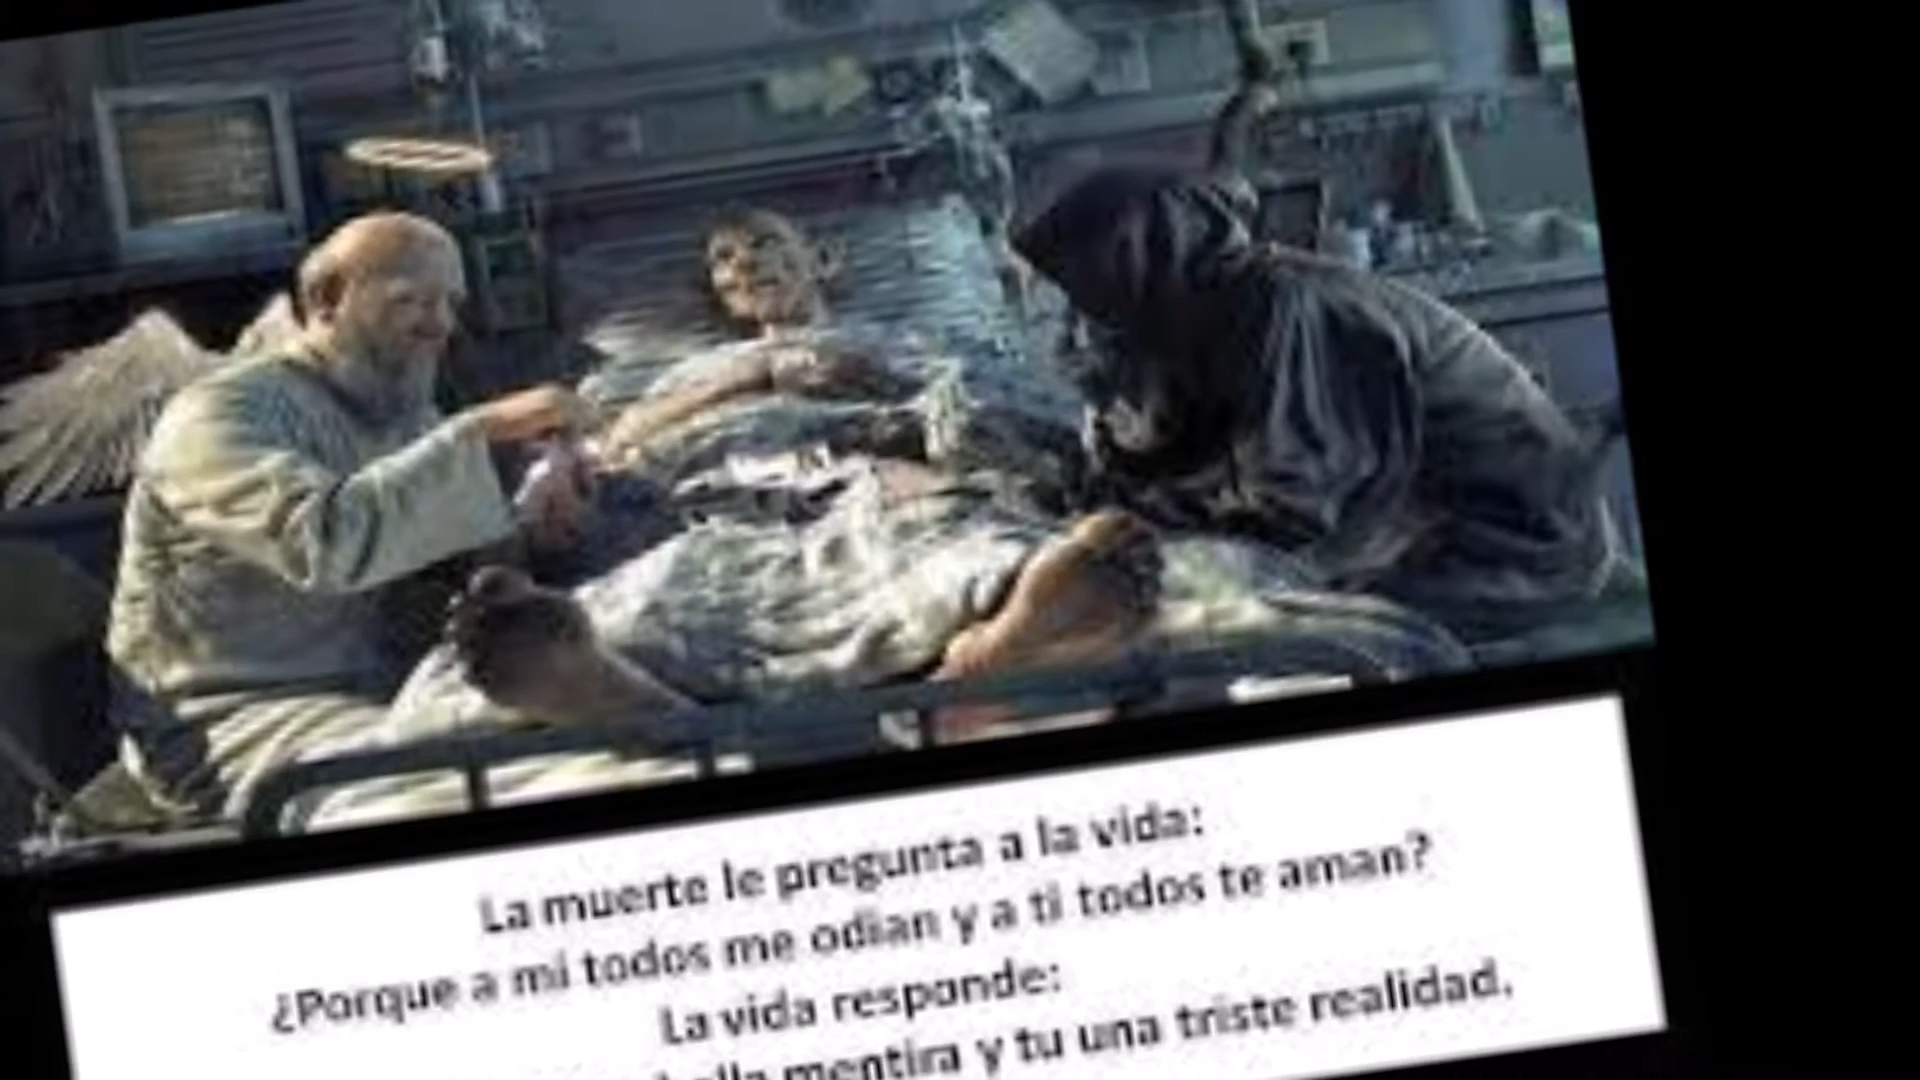 La muerte le pregunta a la vida:
¿Porque a mi todos me odian y a ti todos te aman?
La vida responde:
mentira y tu una triste realidad.